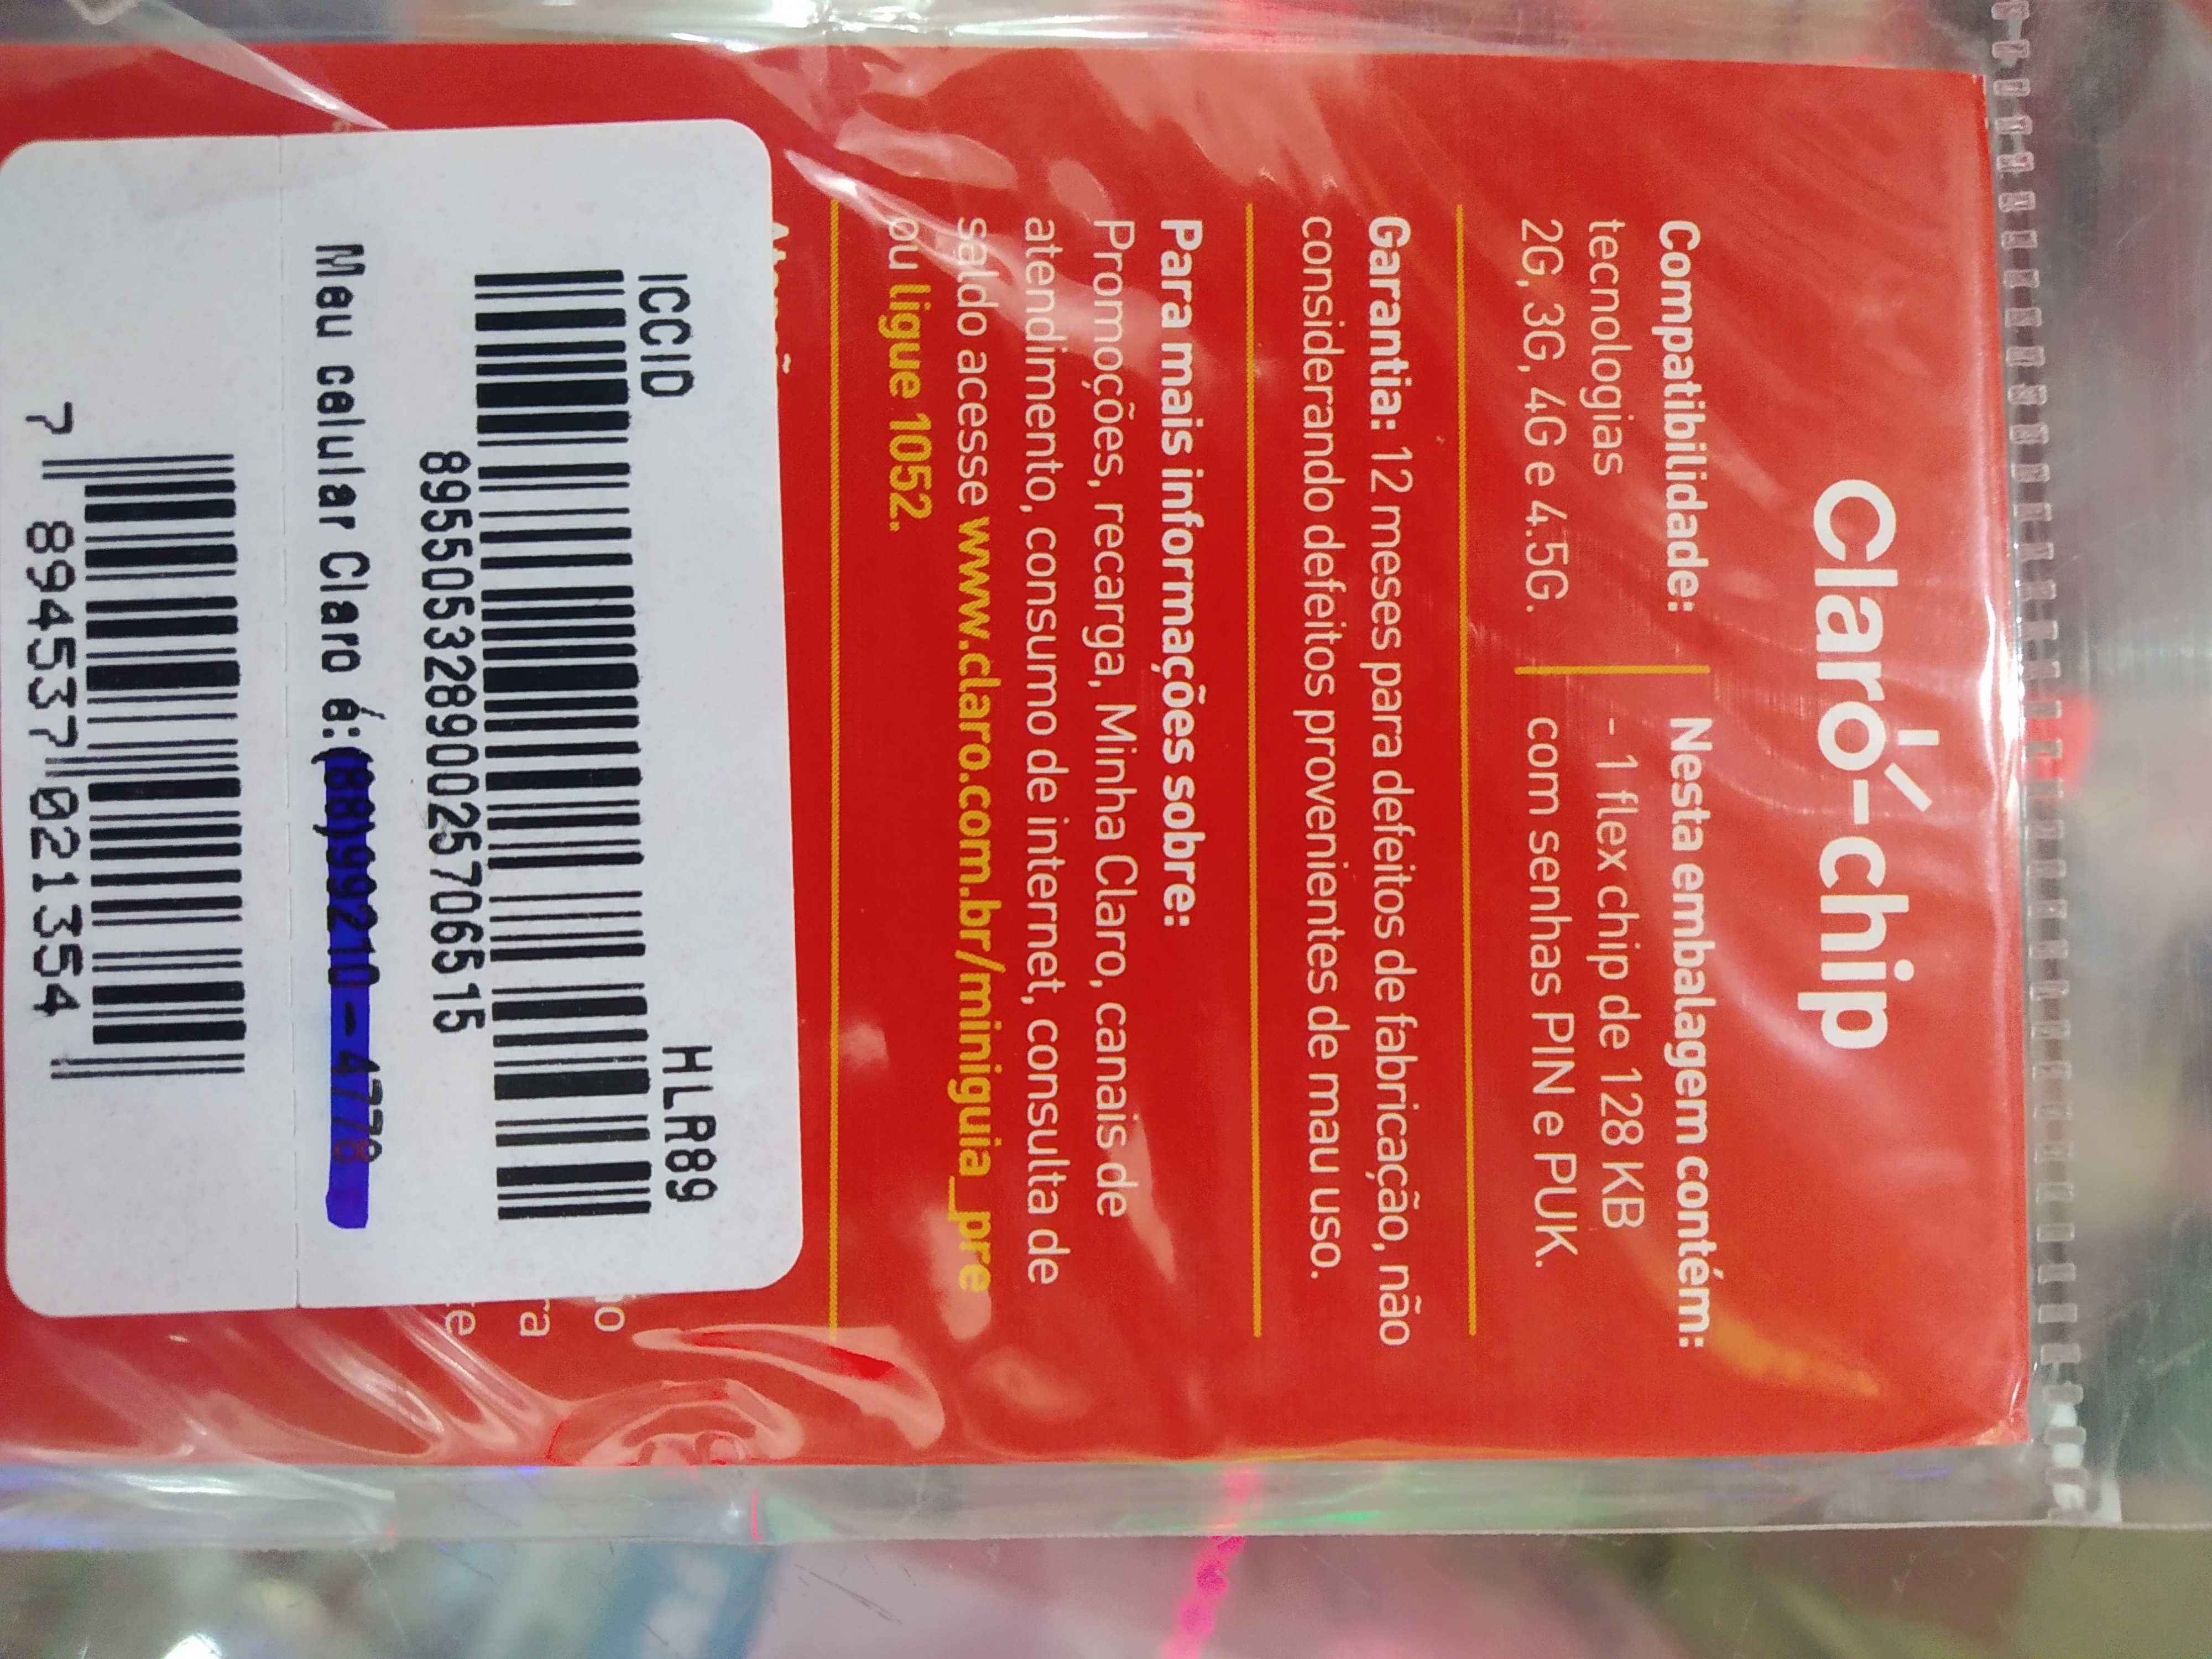 Claro-chip
Compatibilidade:
tecnologias
2G, 3G, 4G e 4.5G.
Nesta embalagem contém:
- 1 flex chip de 128 KB
com senhas PIN e PUK.
Garantia: 12 meses para defeitos de fabricação, não
considerando defeitos provenientes de mau uso.
Para mais informações sobre:
Promoções, recarga, Minha Claro, canais de
atendimento, consumo de internet, consulta de
saldo acesse www.claro.com.br/miniguia_pre
ou ligue 1052.
ICCID
HLR89
89550532890025706515
Meu celular Claro é:
7 894537 021354